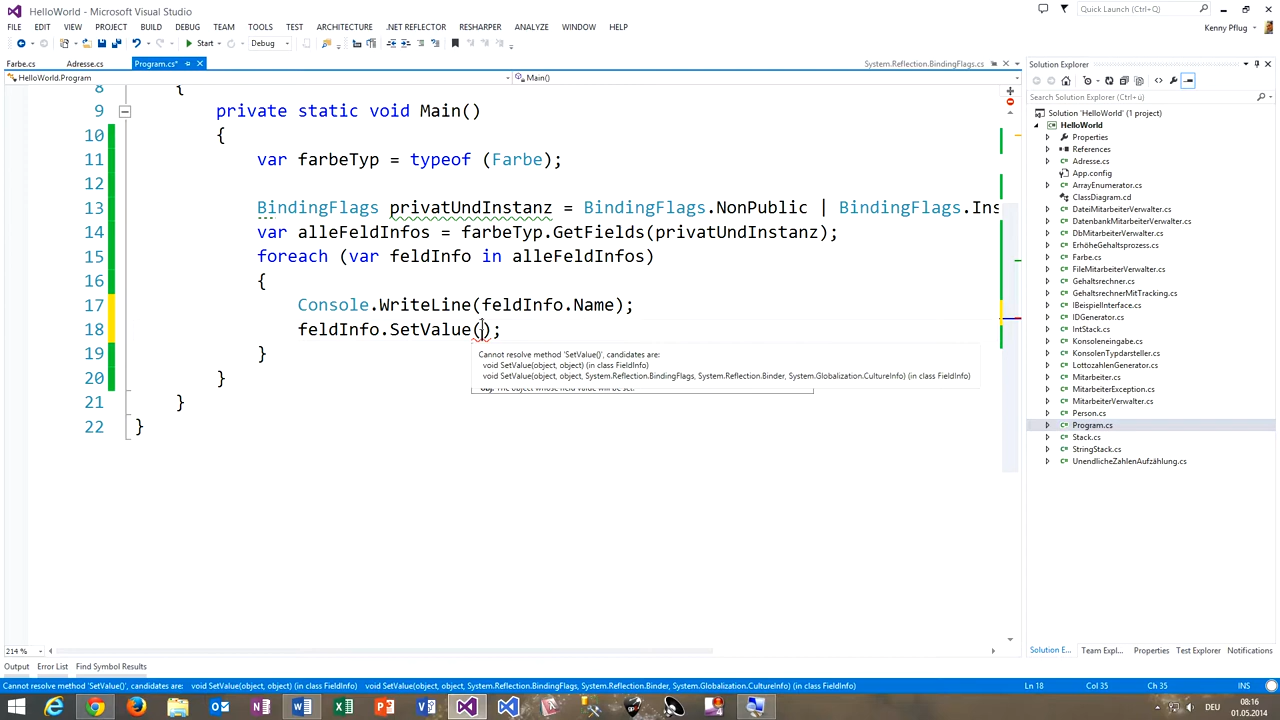 HelloWorld - Microsoft Visual Studio
Quick Launch (Ctrl+Q)
FILE EDIT VIEW PROJECT BUILD DEBUG TEAM TOOLS TEST ARCHITECTURE .NET REFLECTOR RESHARPER ANALYZE WINDOW HELP
Kenny Pflug
Start
Debug
Farbe.cs
Adresse.cs
Program.cs*
System.Reflection.BindingFlags.cs
HelloWorld.Program
Main()
8 {
9 private static void Main()
10 {
11 var farbeTyp = typeof (Farbe);
12
13 BindingFlags privatUndInstanz = BindingFlags.NonPublic | BindingFlags.Ins
14 var alleFeldInfos = farbeTyp.GetFields(privatUndInstanz);
15 foreach (var feldInfo in alleFeldInfos)
16 {
17 Console.WriteLine(feldInfo.Name);
18 feldInfo.SetValue();
Cannot resolve method 'SetValue()', candidates are:
void SetValue(object, object) (in class FieldInfo)
void SetValue(object, object, System.Reflection.BindingFlags, System.Reflection.Binder, System.Globalization.CultureInfo) (in class FieldInfo)
obj: The object whose field value will be set.
19 }
20 }
21 }
22 }
Solution Explorer
Search Solution Explorer (Ctrl+ü)
Solution 'HelloWorld' (1 project)
HelloWorld
Properties
References
Adresse.cs
App.config
ArrayEnumerator.cs
ClassDiagram.cd
DateiMitarbeiterVerwalter.cs
DatenbankMitarbeiterVerwalter.cs
DbMitarbeiterVerwalter.cs
ErhöheGehaltsprozess.cs
Farbe.cs
FileMitarbeiterVerwalter.cs
Gehaltsrechner.cs
GehaltsrechnerMitTracking.cs
IBeispielInterface.cs
IDGenerator.cs
IntStack.cs
Konsoleneingabe.cs
KonsolenTypdarsteller.cs
LottozahlenGenerator.cs
Mitarbeiter.cs
MitarbeiterException.cs
MitarbeiterVerwalter.cs
Person.cs
Program.cs
Stack.cs
StringStack.cs
UnendlicheZahlenAufzählung.cs
214 %
Solution E... Team Expl... Properties Test Explorer Notifications
Output Error List Find Symbol Results
Cannot resolve method 'SetValue()', candidates are: void SetValue(object, object) (in class FieldInfo) void SetValue(object, object, System.Reflection.BindingFlags, System.Reflection.Binder, System.Globalization.CultureInfo) (in class FieldInfo)
Ln 18 Col 35 Ch 35 INS
DEU
08:16
01.05.2014